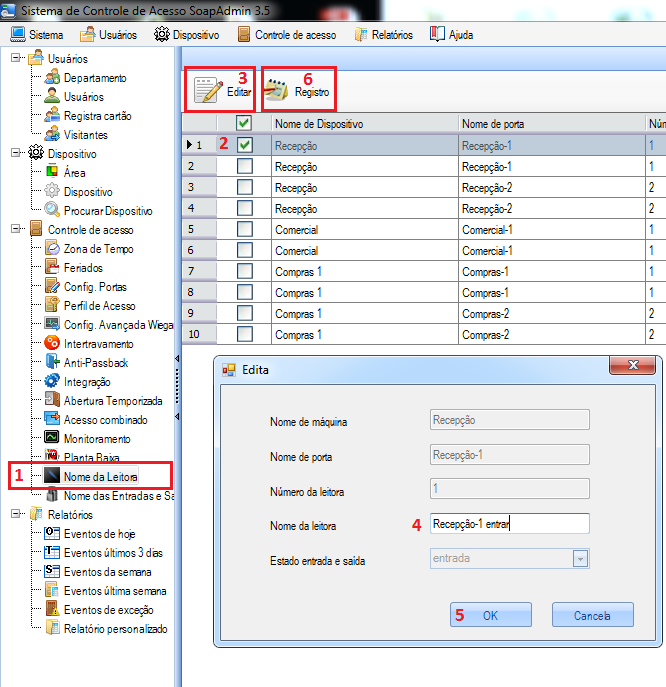 Sistema de Controle de Acesso SoapAdmin 3.5
Sistema Usuários Dispositivo Controle de acesso Relatórios Ajuda
Usuários
Departamento
Usuários
Registra cartão
Visitantes
Dispositivo
Área
Dispositivo
Procurar Dispositivo
Controle de acesso
Zona de Tempo
Feriados
Config. Portas
Perfil de Acesso
Config. Avançada Wiega
Intertravamento
Anti-Passback
Integração
Abertura Temporizada
Acesso combinado
Monitoramento
Planta Baixa
1 Nome da Leitora
Nome das Entradas e Sa
Relatórios
Eventos de hoje
Eventos últimos 3 dias
Eventos da semana
Eventos última semana
Eventos de exceção
Relatório personalizado
3 Editar
6 Registro
Nome de Dispositivo Nome de porta Núm
1 2 Recepção Recepção-1 1
2 Recepção Recepção-1 1
3 Recepção Recepção-2 2
4 Recepção Recepção-2 2
5 Comercial Comercial-1 1
6 Comercial Comercial-1 1
7 Compras 1 Compras-1 1
8 Compras 1 Compras-1 1
9 Compras 1 Compras-2 2
10 Compras 1 Compras-2 2
Edita
Nome de máquina Recepção
Nome de porta Recepção-1
Número da leitora 1
Nome da leitora 4 Recepção-1 entrar
Estado entrada e saída entrada
5 OK Cancela